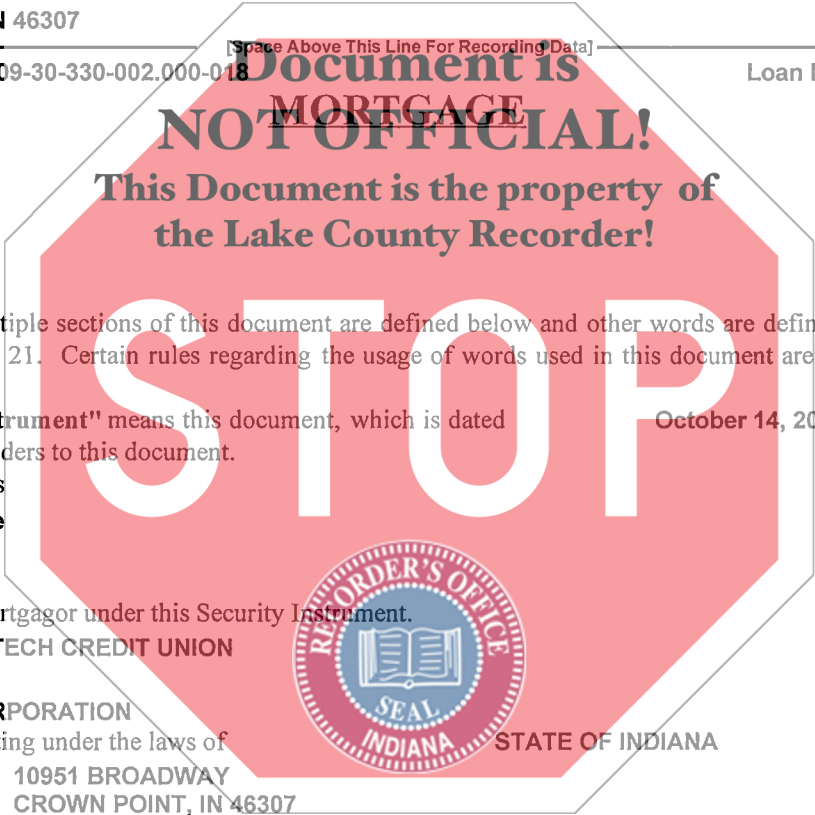 N 46307
[Space Above This Line For Recording Data]
09-30-330-002.000-018
Loan
Document is
MORTGAGE
NOT OFFICIAL!
This Document is the property of
the Lake County Recorder!
STOP
tiple sections of this document are defined below and other words are defin
21. Certain rules regarding the usage of words used in this document are
trument" means this document, which is dated October 14, 20
ders to this document.
s
e
rtgagor under this Security Instrument.
TECH CREDIT UNION
RPORATION
ting under the laws of STATE OF INDIANA
10951 BROADWAY
CROWN POINT, IN 46307
RECORDER'S OFFICE
SEAL
INDIANA